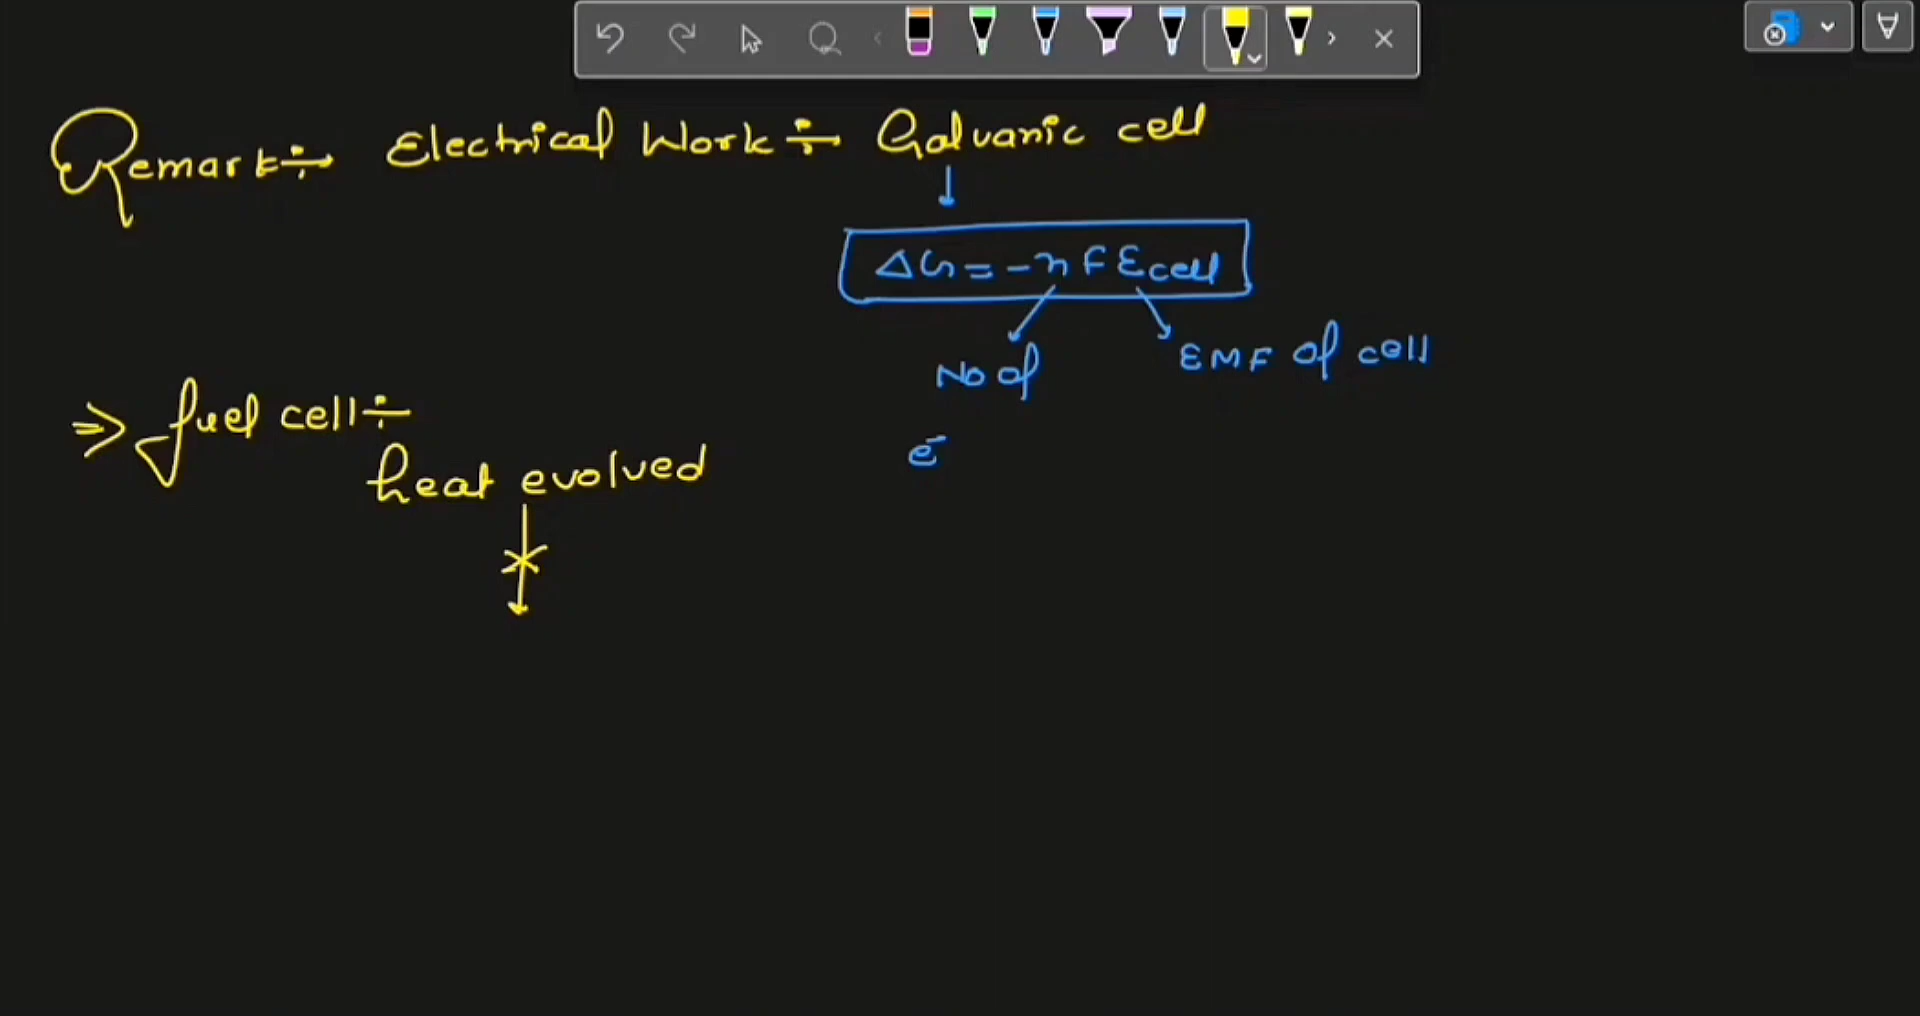 Remark÷ Electrical Work÷ Galvanic cell
ΔG = -nFEcell
No of
e⁻
EMF of cell
⇒ fuel cell÷
heat evolved